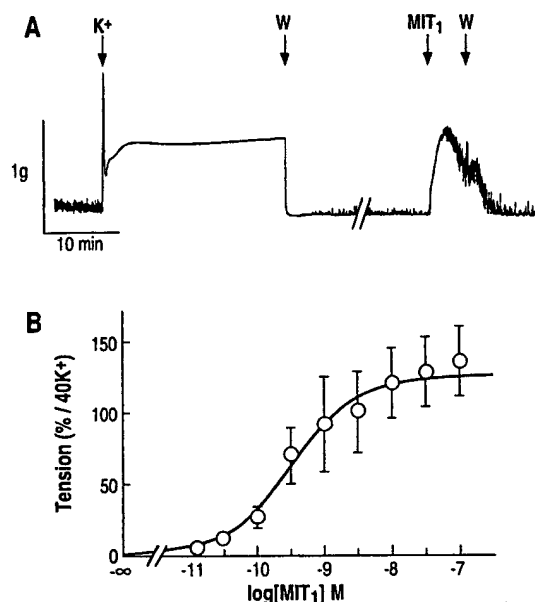 A
K+
W
MIT₁
W
1g
10 min
B
Tension (% / 40K+)
150
100
50
0
-∞
-11
-10
-9
-8
-7
log[MIT₁] M